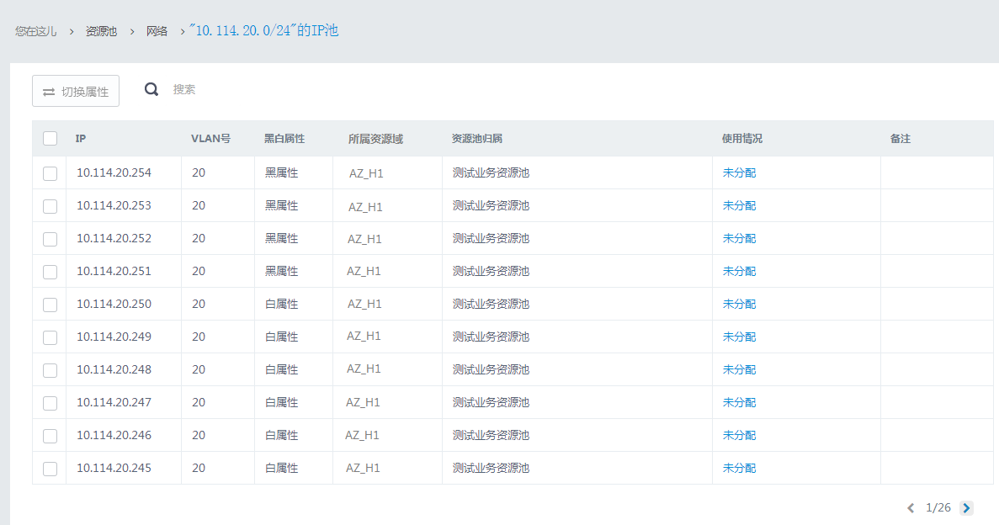 您在这儿 › 资源池 › 网络 › "10.114.20.0/24"的IP池
切换属性 搜索
IP VLAN号 黑白属性 所属资源域 资源池归属 使用情况 备注
10.114.20.254 20 黑属性 AZ_H1 测试业务资源池 未分配
10.114.20.253 20 黑属性 AZ_H1 测试业务资源池 未分配
10.114.20.252 20 黑属性 AZ_H1 测试业务资源池 未分配
10.114.20.251 20 黑属性 AZ_H1 测试业务资源池 未分配
10.114.20.250 20 白属性 AZ_H1 测试业务资源池 未分配
10.114.20.249 20 白属性 AZ_H1 测试业务资源池 未分配
10.114.20.248 20 白属性 AZ_H1 测试业务资源池 未分配
10.114.20.247 20 白属性 AZ_H1 测试业务资源池 未分配
10.114.20.246 20 白属性 AZ_H1 测试业务资源池 未分配
10.114.20.245 20 白属性 AZ_H1 测试业务资源池 未分配
1/26